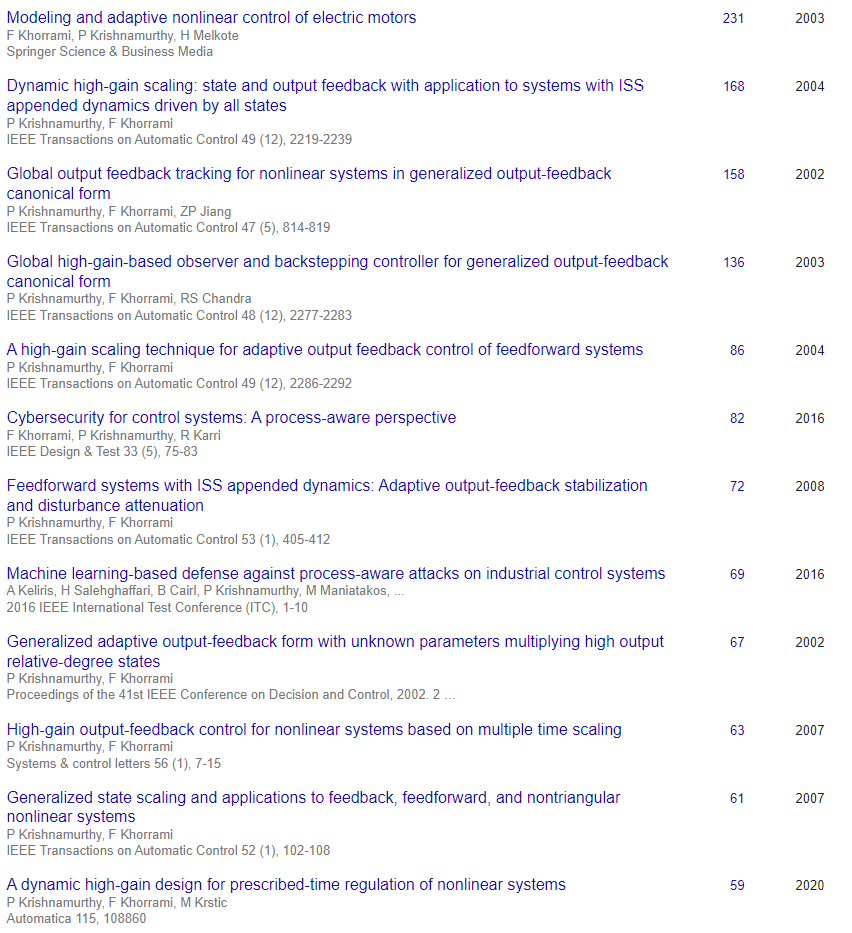 Modeling and adaptive nonlinear control of electric motors 231 2003
F Khorrami, P Krishnamurthy, H Melkote
Springer Science & Business Media
Dynamic high-gain scaling: state and output feedback with application to systems with ISS 168 2004
appended dynamics driven by all states
P Krishnamurthy, F Khorrami
IEEE Transactions on Automatic Control 49 (12), 2219-2239
Global output feedback tracking for nonlinear systems in generalized output-feedback 158 2002
canonical form
P Krishnamurthy, F Khorrami, ZP Jiang
IEEE Transactions on Automatic Control 47 (5), 814-819
Global high-gain-based observer and backstepping controller for generalized output-feedback 136 2003
canonical form
P Krishnamurthy, F Khorrami, RS Chandra
IEEE Transactions on Automatic Control 48 (12), 2277-2283
A high-gain scaling technique for adaptive output feedback control of feedforward systems 86 2004
P Krishnamurthy, F Khorrami
IEEE Transactions on Automatic Control 49 (12), 2286-2292
Cybersecurity for control systems: A process-aware perspective 82 2016
F Khorrami, P Krishnamurthy, R Karri
IEEE Design & Test 33 (5), 75-83
Feedforward systems with ISS appended dynamics: Adaptive output-feedback stabilization 72 2008
and disturbance attenuation
P Krishnamurthy, F Khorrami
IEEE Transactions on Automatic Control 53 (1), 405-412
Machine learning-based defense against process-aware attacks on industrial control systems 69 2016
A Keliris, H Salehghaffari, B Cairl, P Krishnamurthy, M Maniatakos, ...
2016 IEEE International Test Conference (ITC), 1-10
Generalized adaptive output-feedback form with unknown parameters multiplying high output 67 2002
relative-degree states
P Krishnamurthy, F Khorrami
Proceedings of the 41st IEEE Conference on Decision and Control, 2002. 2 …
High-gain output-feedback control for nonlinear systems based on multiple time scaling 63 2007
P Krishnamurthy, F Khorrami
Systems & control letters 56 (1), 7-15
Generalized state scaling and applications to feedback, feedforward, and nontriangular 61 2007
nonlinear systems
P Krishnamurthy, F Khorrami
IEEE Transactions on Automatic Control 52 (1), 102-108
A dynamic high-gain design for prescribed-time regulation of nonlinear systems 59 2020
P Krishnamurthy, F Khorrami, M Krstic
Automatica 115, 108860